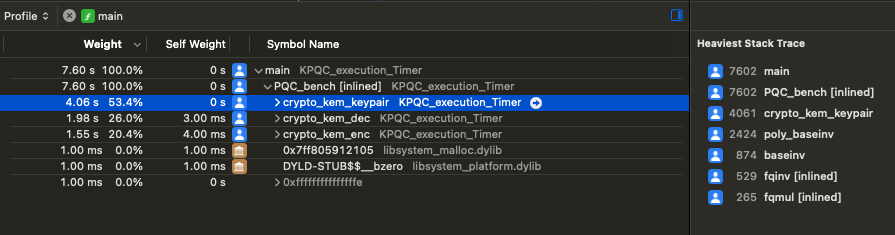 Profile main
Weight Self Weight Symbol Name
7.60 s 100.0% 0 s main KPQC_execution_Timer
7.60 s 100.0% 0 s PQC_bench [inlined] KPQC_execution_Timer
4.06 s 53.4% 0 s crypto_kem_keypair KPQC_execution_Timer
1.98 s 26.0% 3.00 ms crypto_kem_dec KPQC_execution_Timer
1.55 s 20.4% 4.00 ms crypto_kem_enc KPQC_execution_Timer
1.00 ms 0.0% 1.00 ms 0x7ff805912105 libsystem_malloc.dylib
1.00 ms 0.0% 1.00 ms DYLD-STUB$$__bzero libsystem_platform.dylib
1.00 ms 0.0% 0 s 0xfffffffffffffffe
Heaviest Stack Trace
7602 main
7602 PQC_bench [inlined]
4061 crypto_kem_keypair
2424 poly_baseinv
874 baseinv
529 fqinv [inlined]
265 fqmul [inlined]